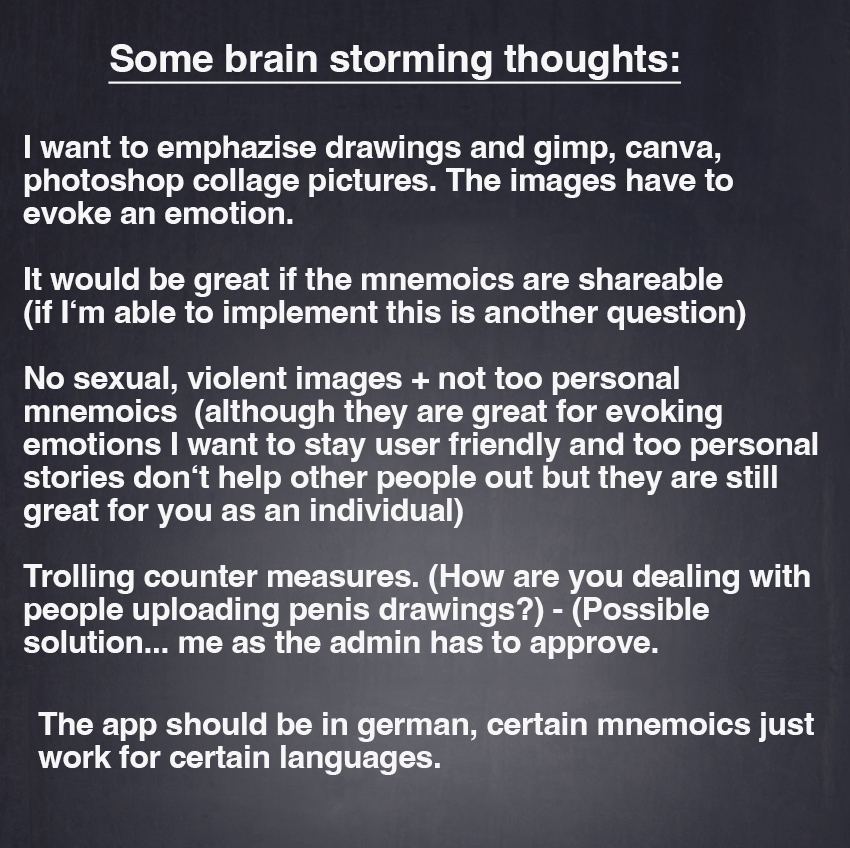 Some brain storming thoughts:
I want to emphazise drawings and gimp, canva,
photoshop collage pictures. The images have to
evoke an emotion.
It would be great if the mnemoics are shareable
(if I‘m able to implement this is another question)
No sexual, violent images + not too personal
mnemoics  (although they are great for evoking
emotions I want to stay user friendly and too personal
stories don‘t help other people out but they are still
great for you as an individual)
Trolling counter measures. (How are you dealing with
people uploading penis drawings?) - (Possible
solution... me as the admin has to approve.
The app should be in german, certain mnemoics just
work for certain languages.